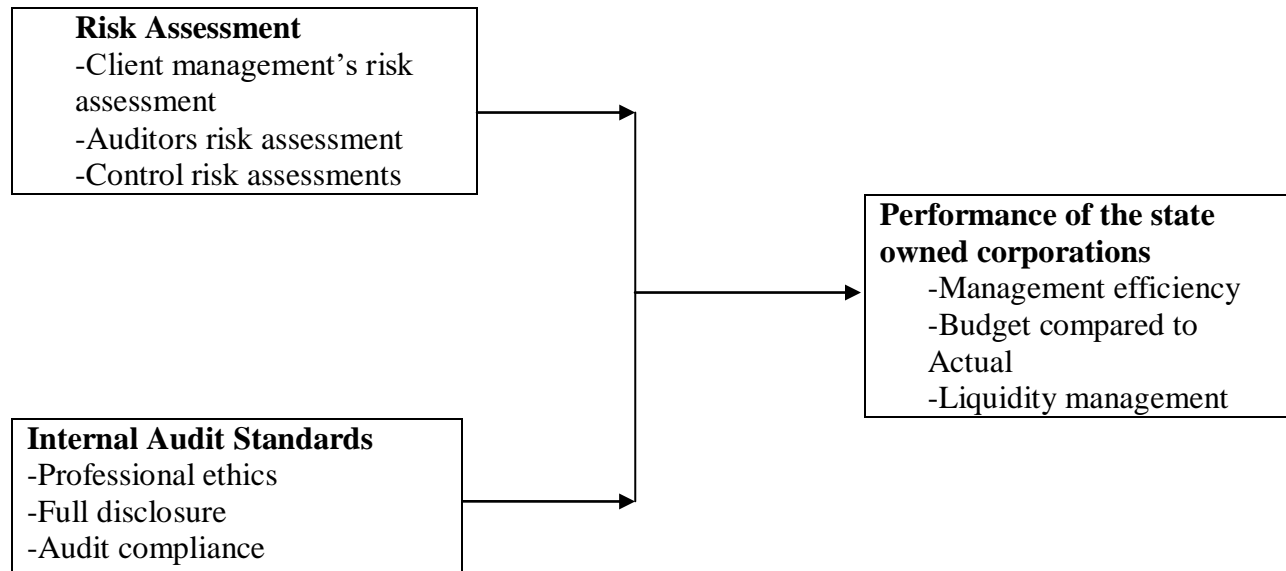 Risk Assessment
-Client management’s risk
assessment
-Auditors risk assessment
-Control risk assessments
Performance of the state
owned corporations
-Management efficiency
-Budget compared to
Actual
-Liquidity management
Internal Audit Standards
-Professional ethics
-Full disclosure
-Audit compliance